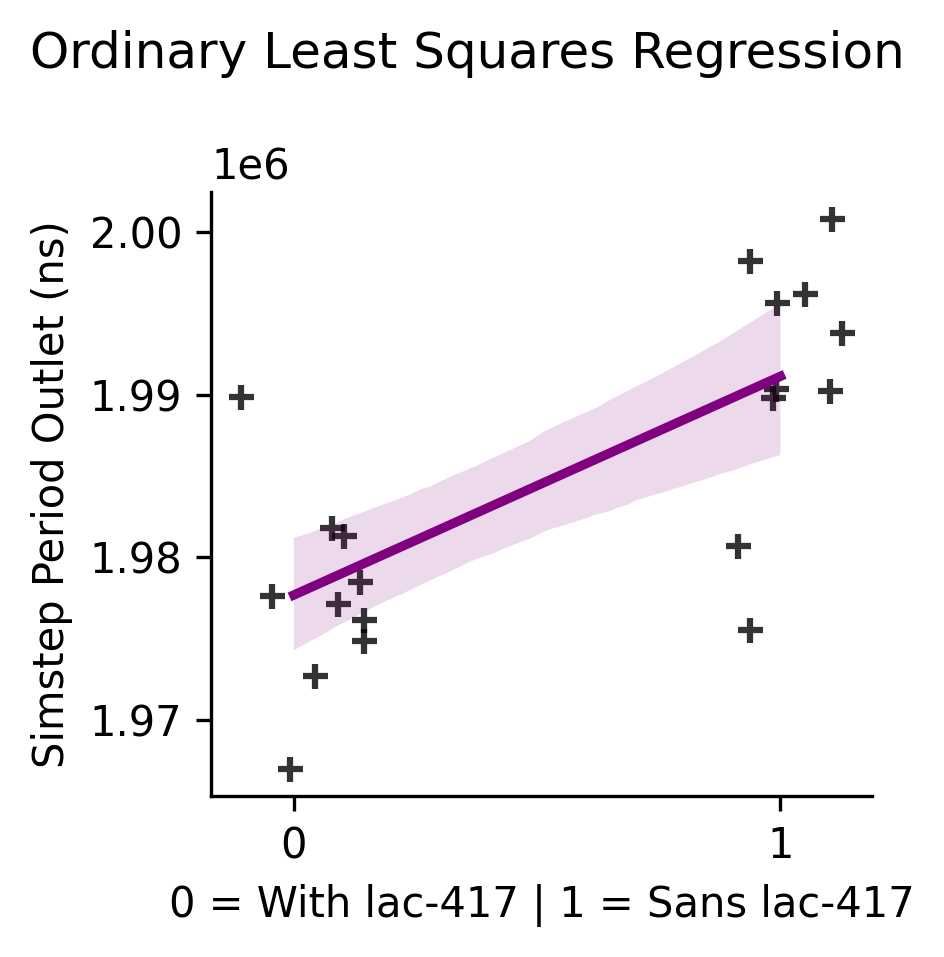 Ordinary Least Squares Regression
1e6
2.00
1.99
1.98
1.97
Simstep Period Outlet (ns)
0
1
0 = With lac-417 | 1 = Sans lac-417